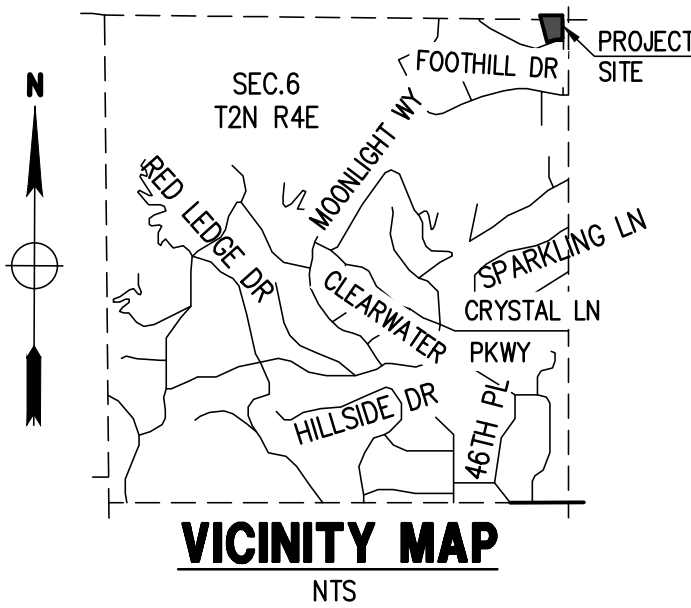 PROJECT
SITE
FOOTHILL DR
N
SEC.6
T2N R4E
MOONLIGHT WY
RED LEDGE DR
SPARKLING LN
CLEARWATER
CRYSTAL LN
PKWY
HILLSIDE DR
46TH PL
VICINITY MAP
NTS